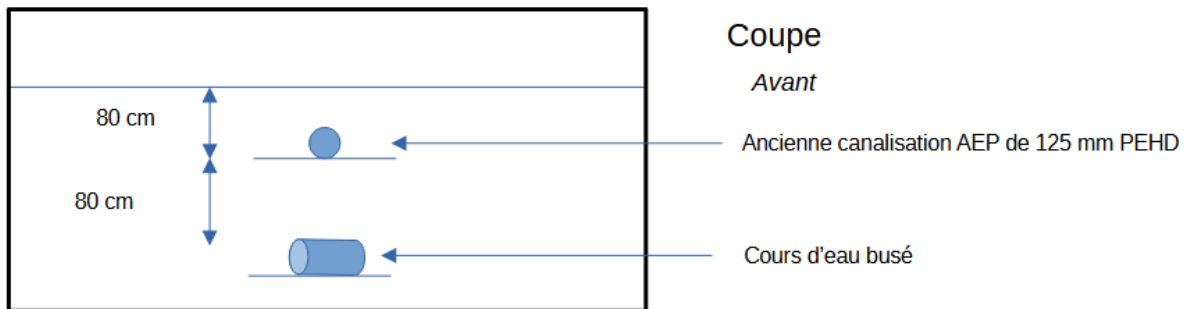 Coupe
Avant
80 cm
Ancienne canalisation AEP de 125 mm PEHD
80 cm
Cours d'eau busé